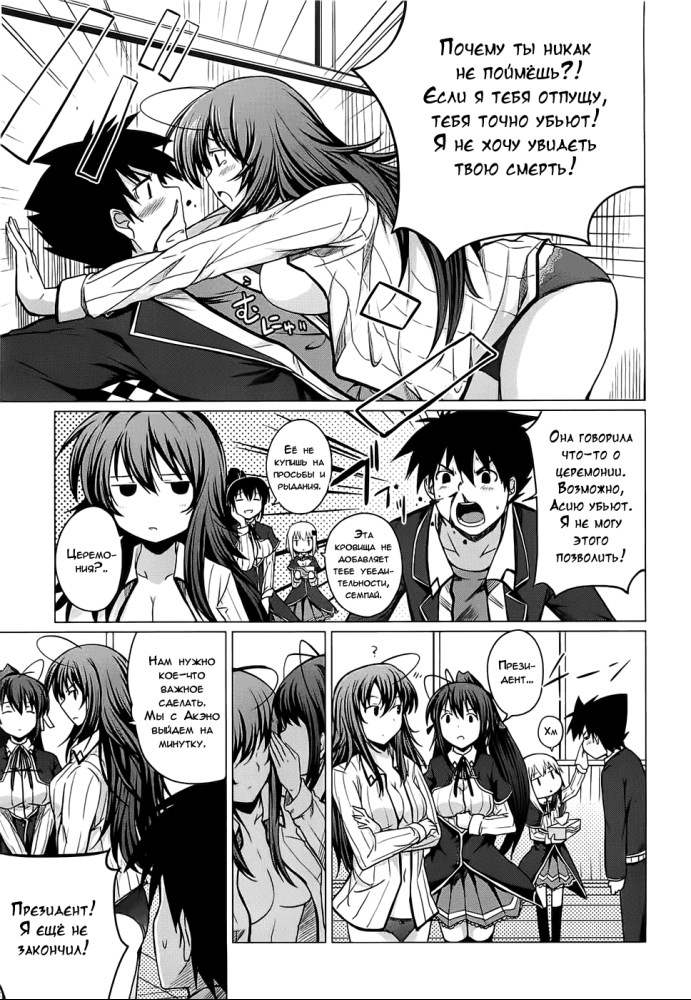 Почему ты никак
не поймёшь?!
Если я тебя отпущу,
тебя точно убьют!
Я не хочу увидеть
твою смерть!
Она говорила
что-то о
церемонии.
Возможно,
Асию убьют.
Я не могу
этого
позволить!
Её не
купишь на
просьбы и
рыдания.
Эта
кровища не
добавляет
тебе убеди-
тельности,
семпай.
Церемо-
ния?..
Прези-
дент...
?
Хм
Нам нужно
кое-что
важное
сделать.
Мы с Акэно
выйдем на
минутку.
Президент!
Я ещё не
закончил!